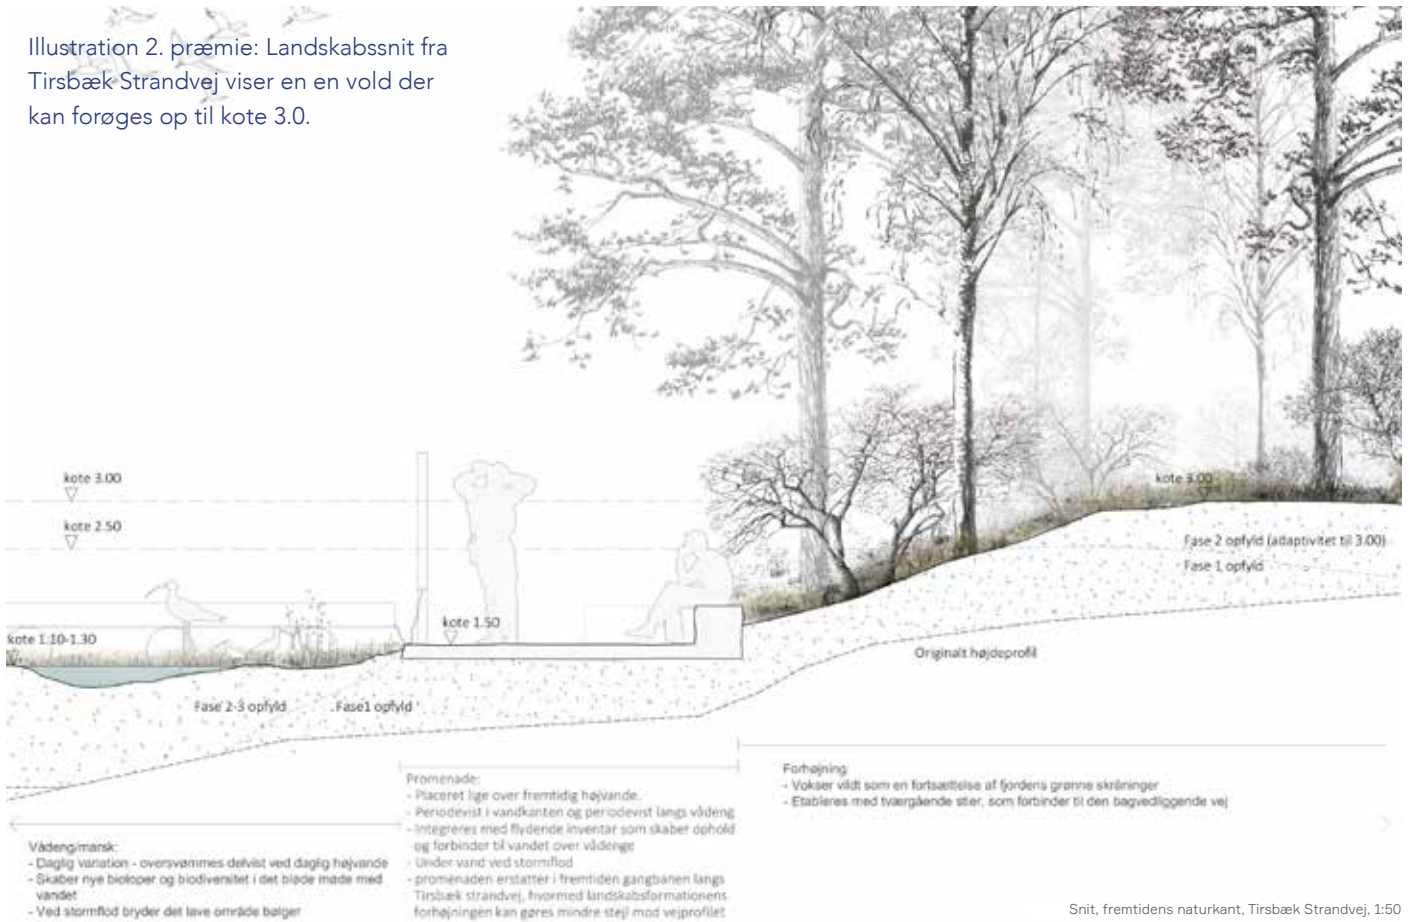 Illustration 2. præmie: Landskabssnit fra
Tirsbæk Strandvej viser en en vold der
kan forøges op til kote 3.0.
kote 3.00
kote 2.50
kote 1.10-1.30
kote 1.50
kote 3.00
Fase 2 opfyld (adaptivitet til 3.00)
Fase 1 opfyld
Originalt højdeprofil
Fase 2-3 opfyld
Fase1 opfyld
Vådeng/marsk:
- Daglig variation - oversvømmes delvist ved daglig højvande
- Skaber nye biotoper og biodiversitet i det bløde møde med
vandet
- Ved stormflod bryder det lave område bølger
Promenade:
- Placeret lige over fremtidig højvande.
- Periodevist i vandkanten og periodevist langs vådeng
- Integreres med flydende inventar som skaber ophold
og forbinder til vandet over vådenge
- Under vand ved stormflod
- promenaden erstatter i fremtiden gangbanen langs
Tirsbæk strandvej, hvormed landskabsformationens
forhøjningen kan gøres mindre stejl mod vejprofilet
Forhøjning:
- Vokser vildt som en fortsættelse af fjordens grønne skråninger
- Etableres med tværgående stier, som forbinder til den bagvedliggende vej
Snit, fremtidens naturkant, Tirsbæk Strandvej, 1:50